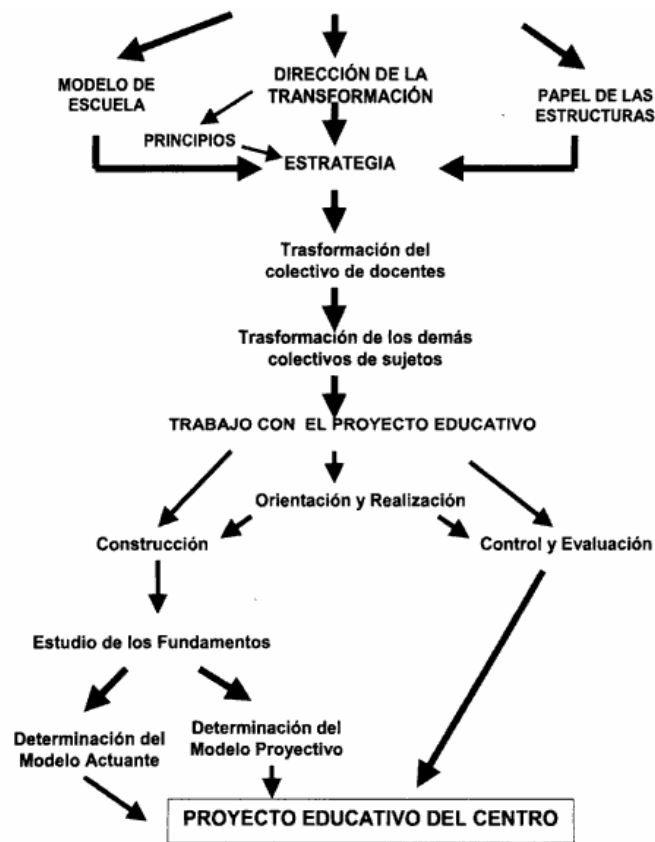 MODELO DE
ESCUELA
DIRECCIÓN DE LA
TRANSFORMACIÓN
PAPEL DE LAS
ESTRUCTURAS
PRINCIPIOS
ESTRATEGIA
Trasformación del
colectivo de docentes
Trasformación de los demás
colectivos de sujetos
TRABAJO CON EL PROYECTO EDUCATIVO
Orientación y Realización
Construcción
Control y Evaluación
Estudio de los Fundamentos
Determinación del
Modelo Actuante
Determinación del
Modelo Proyectivo
PROYECTO EDUCATIVO DEL CENTRO